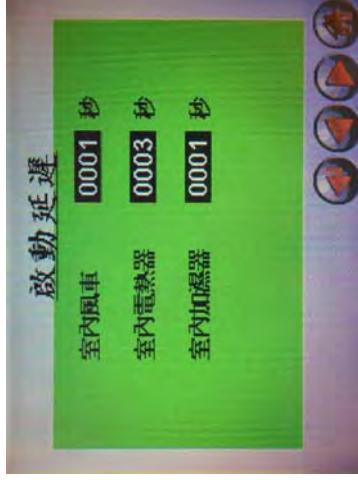 啟動延遲
室內風車 0001 秒
室內電熱器 0003 秒
室內加濕器 0001 秒